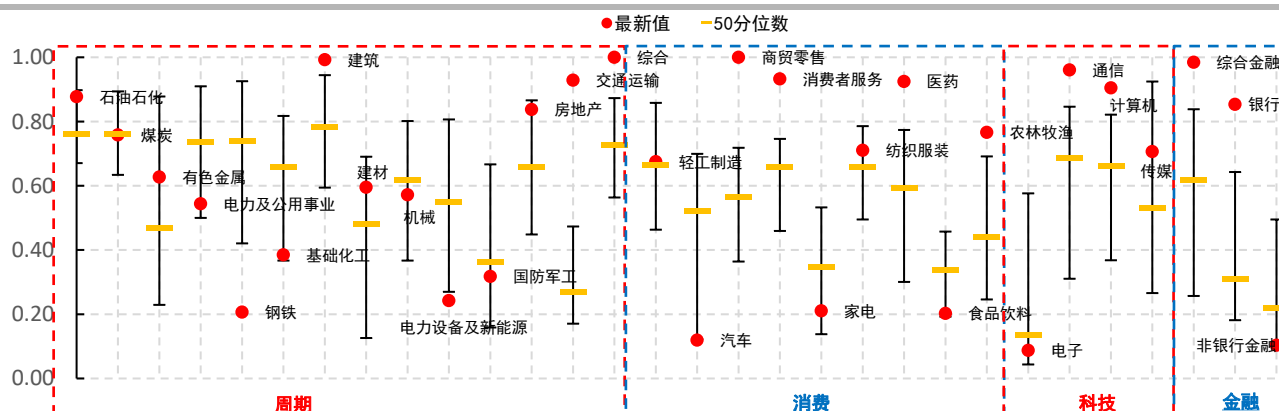 最新值 50分位数
1.00
0.80
0.60
0.40
0.20
0.00
石油石化
煤炭
有色金属
电力及公用事业
钢铁
基础化工
建筑
建材
机械
电力设备及新能源
国防军工
房地产
交通运输
综合
轻工制造
汽车
商贸零售
消费者服务
家电
纺织服装
医药
食品饮料
农林牧渔
电子
通信
计算机
传媒
综合金融
银行
非银行金融
周期
消费
科技
金融